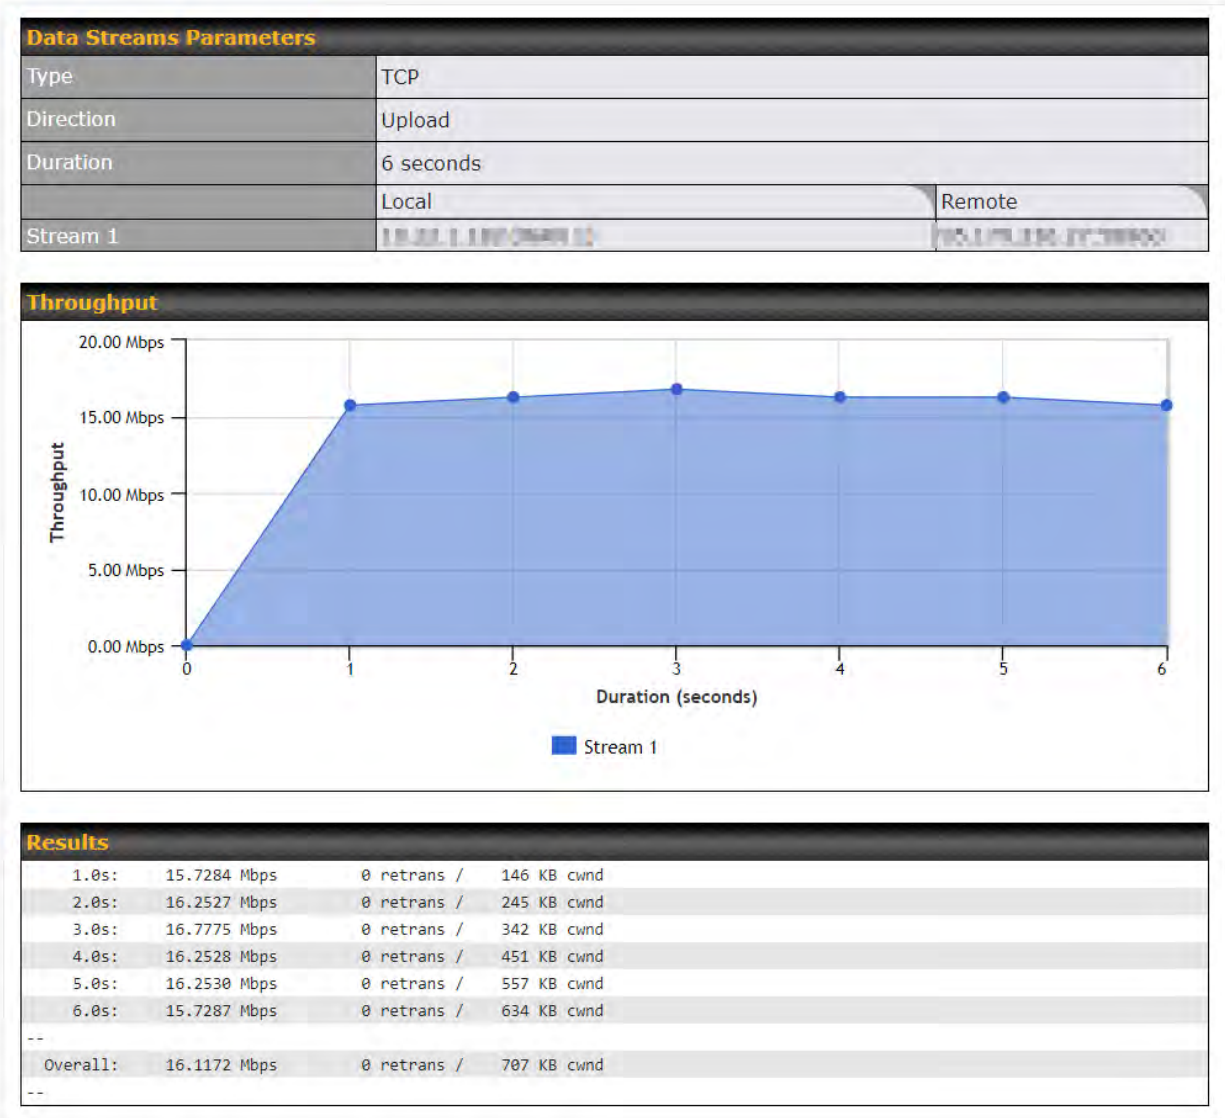 Data Streams Parameters
Type TCP
Direction Upload
Duration 6 seconds
Local Remote
Stream 1
Throughput
20.00 Mbps
15.00 Mbps
10.00 Mbps
5.00 Mbps
0.00 Mbps
Throughput
0 1 2 3 4 5 6
Duration (seconds)
Stream 1
Results
1.0s: 15.7284 Mbps 0 retrans / 146 KB cwnd
2.0s: 16.2527 Mbps 0 retrans / 245 KB cwnd
3.0s: 16.7775 Mbps 0 retrans / 342 KB cwnd
4.0s: 16.2528 Mbps 0 retrans / 451 KB cwnd
5.0s: 16.2530 Mbps 0 retrans / 557 KB cwnd
6.0s: 15.7287 Mbps 0 retrans / 634 KB cwnd
--
Overall: 16.1172 Mbps 0 retrans / 707 KB cwnd
--